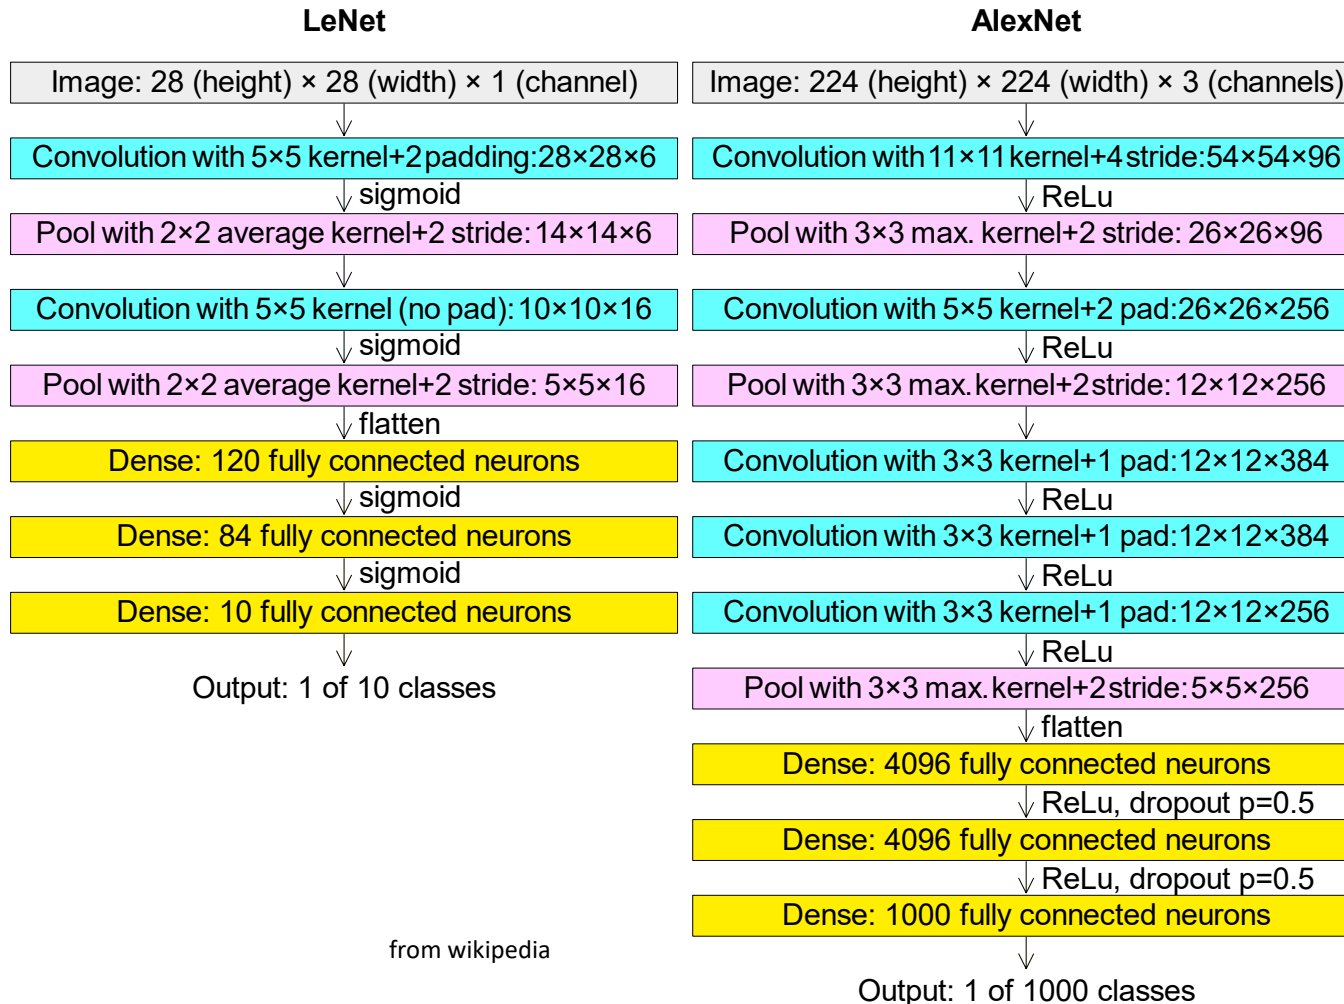 LeNet
Image: 28 (height) × 28 (width) × 1 (channel)
Convolution with 5×5 kernel+2 padding:28×28×6
sigmoid
Pool with 2×2 average kernel+2 stride: 14×14×6
Convolution with 5×5 kernel (no pad): 10×10×16
sigmoid
Pool with 2×2 average kernel+2 stride: 5×5×16
flatten
Dense: 120 fully connected neurons
sigmoid
Dense: 84 fully connected neurons
sigmoid
Dense: 10 fully connected neurons
Output: 1 of 10 classes
AlexNet
Image: 224 (height) × 224 (width) × 3 (channels)
Convolution with 11×11 kernel+4 stride:54×54×96
ReLu
Pool with 3×3 max. kernel+2 stride: 26×26×96
Convolution with 5×5 kernel+2 pad:26×26×256
ReLu
Pool with 3×3 max.kernel+2stride: 12×12×256
Convolution with 3×3 kernel+1 pad:12×12×384
ReLu
Convolution with 3×3 kernel+1 pad:12×12×384
ReLu
Convolution with 3×3 kernel+1 pad:12×12×256
ReLu
Pool with 3×3 max.kernel+2stride:5×5×256
flatten
Dense: 4096 fully connected neurons
ReLu, dropout p=0.5
Dense: 4096 fully connected neurons
ReLu, dropout p=0.5
Dense: 1000 fully connected neurons
Output: 1 of 1000 classes
from wikipedia